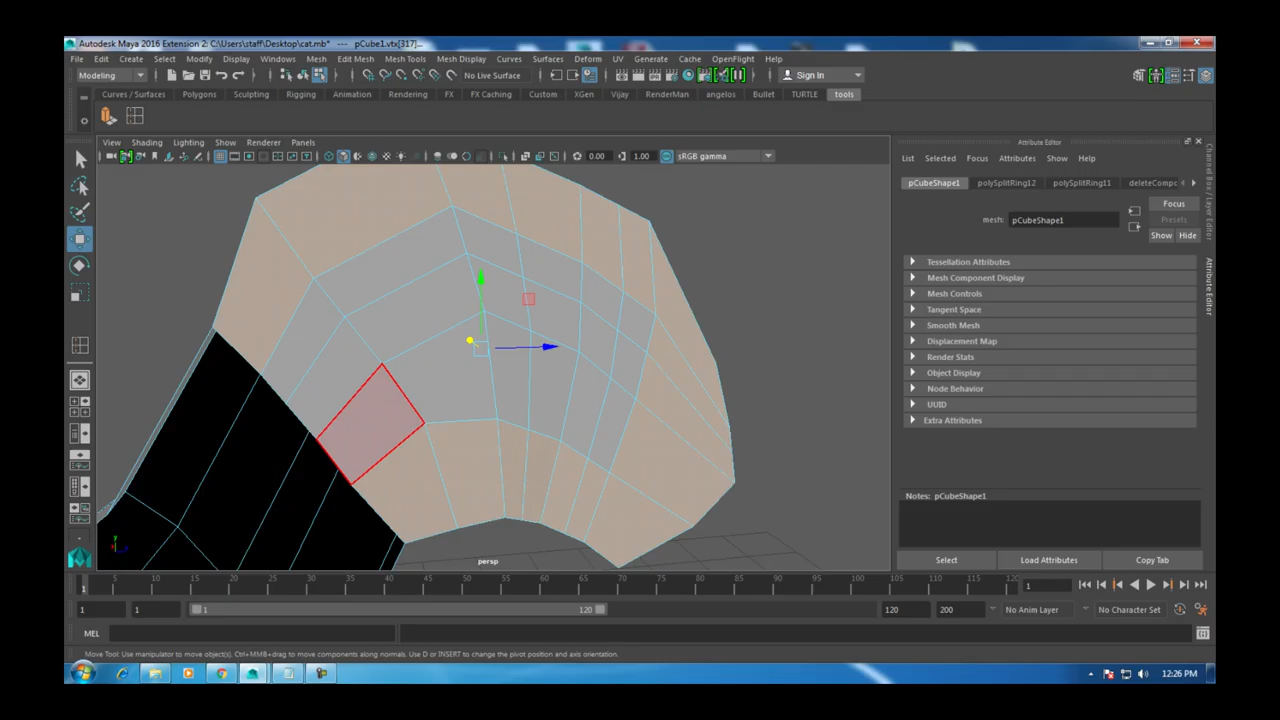 Autodesk Maya 2016 Extension 2: C:\Users\staff\Desktop\cat.mb* --- pCube1.vtx[317]...
File Edit Create Select Modify Display Windows Mesh Edit Mesh Mesh Tools Mesh Display Curves Surfaces Deform UV Generate Cache OpenFlight Help
Modeling No Live Surface Sign In
Curves / Surfaces Polygons Sculpting Rigging Animation Rendering FX FX Caching Custom XGen Vijay RenderMan angelos Bullet TURTLE tools
View Shading Lighting Show Renderer Panels
0.00 1.00 sRGB gamma
Attribute Editor
List Selected Focus Attributes Show Help
pCubeShape1 polySplitRing12 polySplitRing11 deleteCompc
mesh: pCubeShape1
Focus
Presets
Show Hide
Tessellation Attributes
Mesh Component Display
Mesh Controls
Tangent Space
Smooth Mesh
Displacement Map
Render Stats
Object Display
Node Behavior
UUID
Extra Attributes
Notes: pCubeShape1
Select Load Attributes Copy Tab
Channel Box / Layer Editor
Attribute Editor
persp
y
1 5 10 15 20 25 30 35 40 45 50 55 60 65 70 75 80 85 90 95 100 105 110 115 120 1
1 1 1 120 120 200 No Anim Layer No Character Set
MEL
Move Tool: Use manipulator to move object(s). Ctrl+MMB+drag to move components along normals. Use D or INSERT to change the pivot position and axis orientation.
12:26 PM